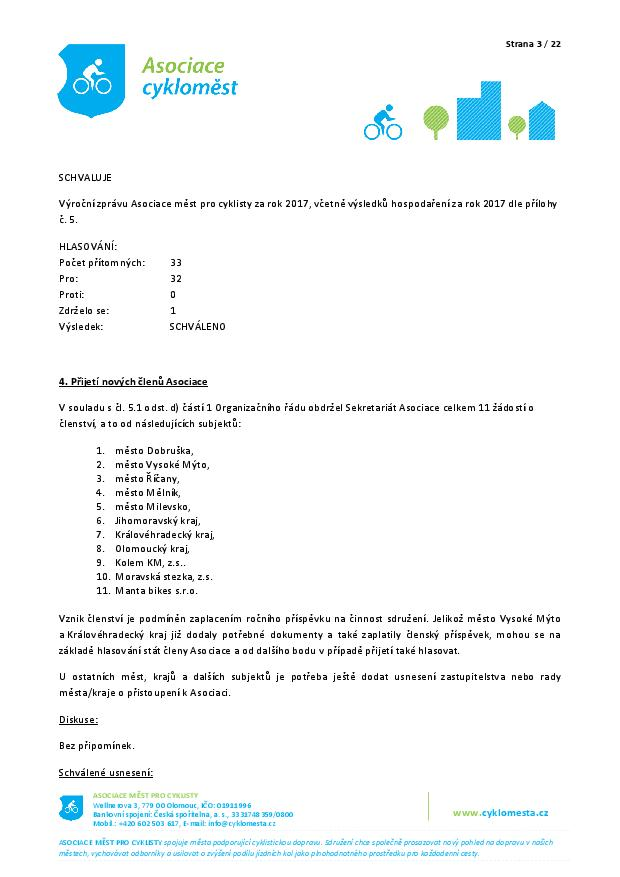 Strana 3 / 22
Asociace
cykloměst
SCHVALUJE
Výroční zprávu Asociace měst pro cyklisty za rok 2017, včetně výsledků hospodaření za rok 2017 dle přílohy
č. 5.
HLASOVÁNÍ:
Počet přítomných: 33
Pro: 32
Proti: 0
Zdrželo se: 1
Výsledek: SCHVÁLENO
4. Přijetí nových členů Asociace
V souladu s čl. 5.1 odst. d) částí 1 Organizačního řádu obdržel Sekretariát Asociace celkem 11 žádostí o
členství, a to od následujících subjektů:
1. město Dobruška,
2. město Vysoké Mýto,
3. město Říčany,
4. město Mělník,
5. město Milevsko,
6. Jihomoravský kraj,
7. Královéhradecký kraj,
8. Olomoucký kraj,
9. Kolem KM, z.s..
10. Moravská stezka, z.s.
11. Manta bikes s.r.o.
Vznik členství je podmíněn zaplacením ročního příspěvku na činnost sdružení. Jelikož město Vysoké Mýto
a Královéhradecký kraj již dodaly potřebné dokumenty a také zaplatily členský příspěvek, mohou se na
základě hlasování stát členy Asociace a od dalšího bodu v případě přijetí také hlasovat.
U ostatních měst, krajů a dalších subjektů je potřeba ještě dodat usnesení zastupitelstva nebo rady
města/kraje o přistoupení k Asociaci.
Diskuse:
Bez připomínek.
Schválené usnesení:
ASOCIACE MĚST PRO CYKLISTY
Wellnerova 3, 779 00 Olomouc, IČO: 01911996
Bankovní spojení: Česká spořitelna, a. s., 3331748359/0800
Mobil.: +420 602 503 617, E-mail: info@cyklomesta.cz
www.cyklomesta.cz
ASOCIACE MĚST PRO CYKLISTY spojuje města podporující cyklistickou dopravu. Sdružení chce společně prosazovat nový pohled na dopravu v našich
městech, vychovávat odborníky a usilovat o zvýšení podílu jízdních kol jako plnohodnotného prostředku pro každodenní cesty.